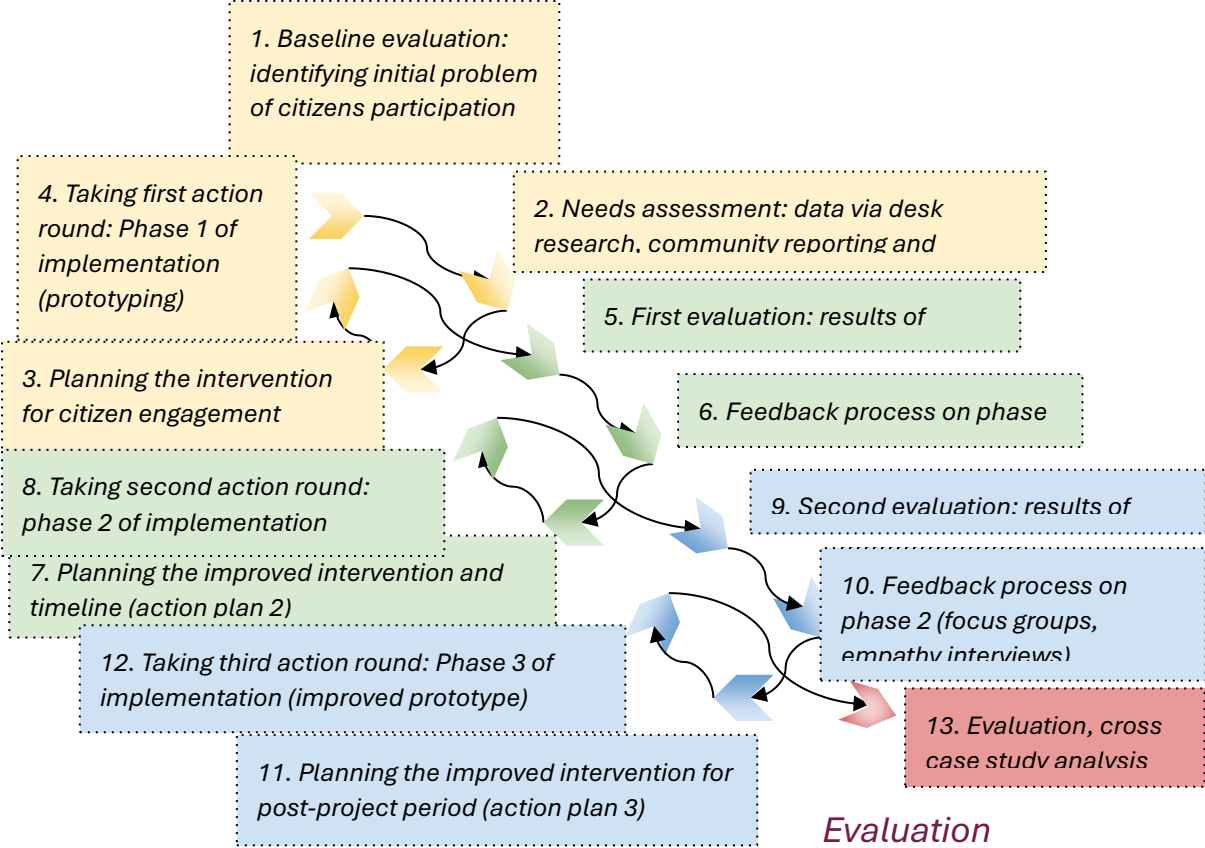 1. Baseline evaluation:
identifying initial problem
of citizens participation
4. Taking first action
round: Phase 1 of
implementation
(prototyping)
2. Needs assessment: data via desk
research, community reporting and
5. First evaluation: results of
3. Planning the intervention
for citizen engagement
6. Feedback process on phase
8. Taking second action round:
phase 2 of implementation
9. Second evaluation: results of
7. Planning the improved intervention and
timeline (action plan 2)
10. Feedback process on
phase 2 (focus groups,
empathy interviews)
12. Taking third action round: Phase 3 of
implementation (improved prototype)
13. Evaluation, cross
case study analysis
11. Planning the improved intervention for
post-project period (action plan 3)
Evaluation